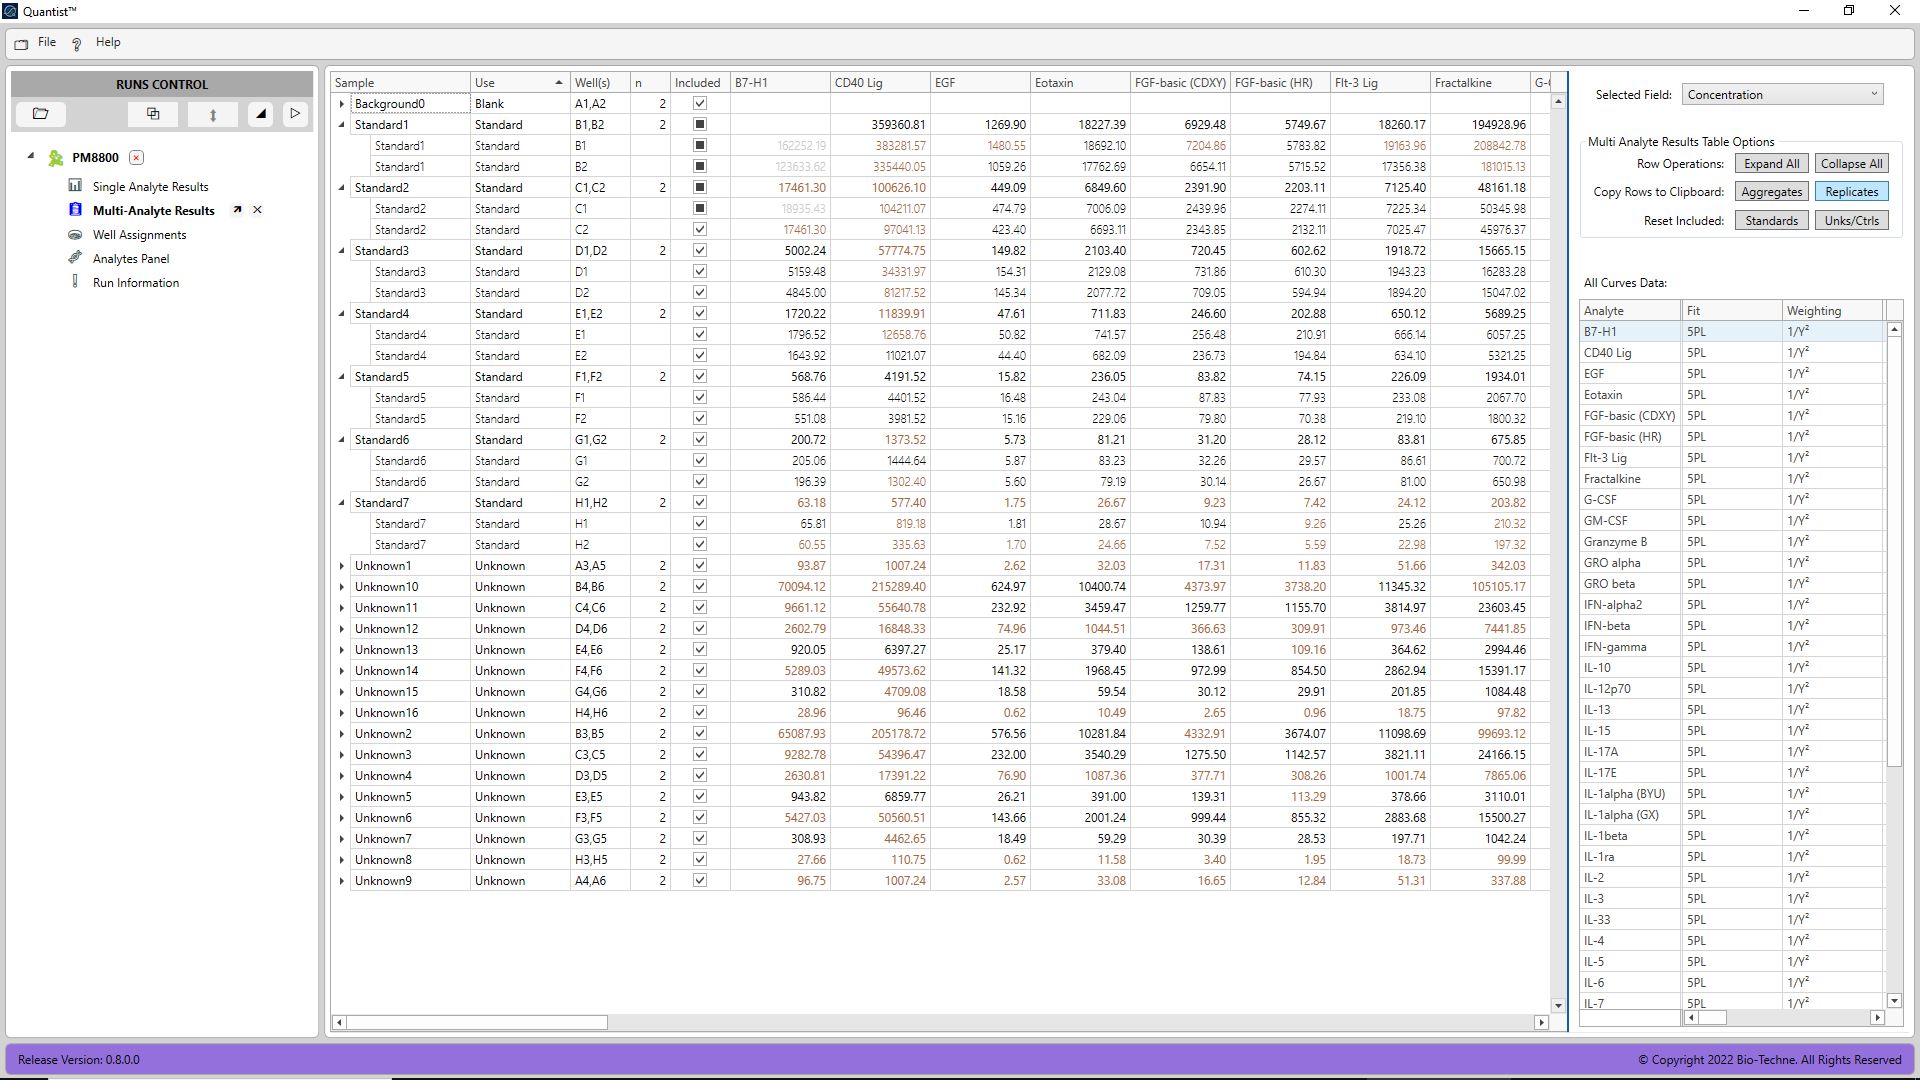 Quantist™
File Help
RUNS CONTROL
PM8800
Single Analyte Results
Multi-Analyte Results
Well Assignments
Analytes Panel
Run Information
Sample Use Well(s) n Included B7-H1 CD40 Lig EGF Eotaxin FGF-basic (CDXY) FGF-basic (HR) Flt-3 Lig Fractalkine
Background0 Blank A1,A2 2
Standard1 Standard B1,B2 2 359360.81 1269.90 18227.39 6929.48 5749.67 18260.17 194928.96
Standard1 Standard B1 162252.19 383281.57 1480.55 18692.10 7204.86 5783.82 19163.96 208842.78
Standard1 Standard B2 123633.62 335440.05 1059.26 17762.69 6654.11 5715.52 17356.38 181015.13
Standard2 Standard C1,C2 2 17461.30 100626.10 449.09 6849.60 2391.90 2203.11 7125.40 48161.18
Standard2 Standard C1 18935.43 104211.07 474.79 7006.09 2439.96 2274.11 7225.34 50345.98
Standard2 Standard C2 17461.30 97041.13 423.40 6693.11 2343.85 2132.11 7025.47 45976.37
Standard3 Standard D1,D2 2 5002.24 57774.75 149.82 2103.40 720.45 602.62 1918.72 15665.15
Standard3 Standard D1 5159.48 34331.97 154.31 2129.08 731.86 610.30 1943.23 16283.28
Standard3 Standard D2 4845.00 81217.52 145.34 2077.72 709.05 594.94 1894.20 15047.02
Standard4 Standard E1,E2 2 1720.22 11839.91 47.61 711.83 246.60 202.88 650.12 5689.25
Standard4 Standard E1 1796.52 12658.76 50.82 741.57 256.48 210.91 666.14 6057.25
Standard4 Standard E2 1643.92 11021.07 44.40 682.09 236.73 194.84 634.10 5321.25
Standard5 Standard F1,F2 2 568.76 4191.52 15.82 236.05 83.82 74.15 226.09 1934.01
Standard5 Standard F1 586.44 4401.52 16.48 243.04 87.83 77.93 233.08 2067.70
Standard5 Standard F2 551.08 3981.52 15.16 229.06 79.80 70.38 219.10 1800.32
Standard6 Standard G1,G2 2 200.72 1373.52 5.73 81.21 31.20 28.12 83.81 675.85
Standard6 Standard G1 205.06 1444.64 5.87 83.23 32.26 29.57 86.61 700.72
Standard6 Standard G2 196.39 1302.40 5.60 79.19 30.14 26.67 81.00 650.98
Standard7 Standard H1,H2 2 63.18 577.40 1.75 26.67 9.23 7.42 24.12 203.82
Standard7 Standard H1 65.81 819.18 1.81 28.67 10.94 9.26 25.26 210.32
Standard7 Standard H2 60.55 335.63 1.70 24.66 7.52 5.59 22.98 197.32
Unknown1 Unknown A3,A5 2 93.87 1007.24 2.62 32.03 17.31 11.83 51.66 342.03
Unknown10 Unknown B4,B6 2 70094.12 215289.40 624.97 10400.74 4373.97 3738.20 11345.32 105105.17
Unknown11 Unknown C4,C6 2 9661.12 55640.78 232.92 3459.47 1259.77 1155.70 3814.97 23603.45
Unknown12 Unknown D4,D6 2 2602.79 16848.33 74.96 1044.51 366.63 309.91 973.46 7441.85
Unknown13 Unknown E4,E6 2 920.05 6397.27 25.17 379.40 138.61 109.16 364.62 2994.46
Unknown14 Unknown F4,F6 2 5289.03 49573.62 141.32 1968.45 972.99 854.50 2862.94 15391.17
Unknown15 Unknown G4,G6 2 310.82 4709.08 18.58 59.54 30.12 29.91 201.85 1084.48
Unknown16 Unknown H4,H6 2 28.96 96.46 0.62 10.49 2.65 0.96 18.75 97.82
Unknown2 Unknown B3,B5 2 65087.93 205178.72 576.56 10281.84 4332.91 3674.07 11098.69 99693.12
Unknown3 Unknown C3,C5 2 9282.78 54396.47 232.00 3540.29 1275.50 1142.57 3821.11 24166.15
Unknown4 Unknown D3,D5 2 2630.81 17391.22 76.90 1087.36 377.71 308.26 1001.74 7865.06
Unknown5 Unknown E3,E5 2 943.82 6859.77 26.21 391.00 139.31 113.29 378.66 3110.01
Unknown6 Unknown F3,F5 2 5427.03 50560.51 143.66 2001.24 999.44 855.32 2883.68 15500.27
Unknown7 Unknown G3,G5 2 308.93 4462.65 18.49 59.29 30.39 28.53 197.71 1042.24
Unknown8 Unknown H3,H5 2 27.66 110.75 0.62 11.58 3.40 1.95 18.73 99.99
Unknown9 Unknown A4,A6 2 96.75 1007.24 2.57 33.08 16.65 12.84 51.31 337.88
Selected Field: Concentration
Multi Analyte Results Table Options
Row Operations: Expand All Collapse All
Copy Rows to Clipboard: Aggregates Replicates
Reset Included: Standards Unks/Ctrls
All Curves Data:
Analyte Fit Weighting
B7-H1 5PL 1/Y²
CD40 Lig 5PL 1/Y²
EGF 5PL 1/Y²
Eotaxin 5PL 1/Y²
FGF-basic (CDXY) 5PL 1/Y²
FGF-basic (HR) 5PL 1/Y²
Flt-3 Lig 5PL 1/Y²
Fractalkine 5PL 1/Y²
G-CSF 5PL 1/Y²
GM-CSF 5PL 1/Y²
Granzyme B 5PL 1/Y²
GRO alpha 5PL 1/Y²
GRO beta 5PL 1/Y²
IFN-alpha2 5PL 1/Y²
IFN-beta 5PL 1/Y²
IFN-gamma 5PL 1/Y²
IL-10 5PL 1/Y²
IL-12p70 5PL 1/Y²
IL-13 5PL 1/Y²
IL-15 5PL 1/Y²
IL-17A 5PL 1/Y²
IL-17E 5PL 1/Y²
IL-1alpha (BYU) 5PL 1/Y²
IL-1alpha (GX) 5PL 1/Y²
IL-1beta 5PL 1/Y²
IL-1ra 5PL 1/Y²
IL-2 5PL 1/Y²
IL-3 5PL 1/Y²
IL-33 5PL 1/Y²
IL-4 5PL 1/Y²
IL-5 5PL 1/Y²
IL-6 5PL 1/Y²
IL-7 5PL 1/Y²
Release Version: 0.8.0.0
© Copyright 2022 Bio-Techne. All Rights Reserved